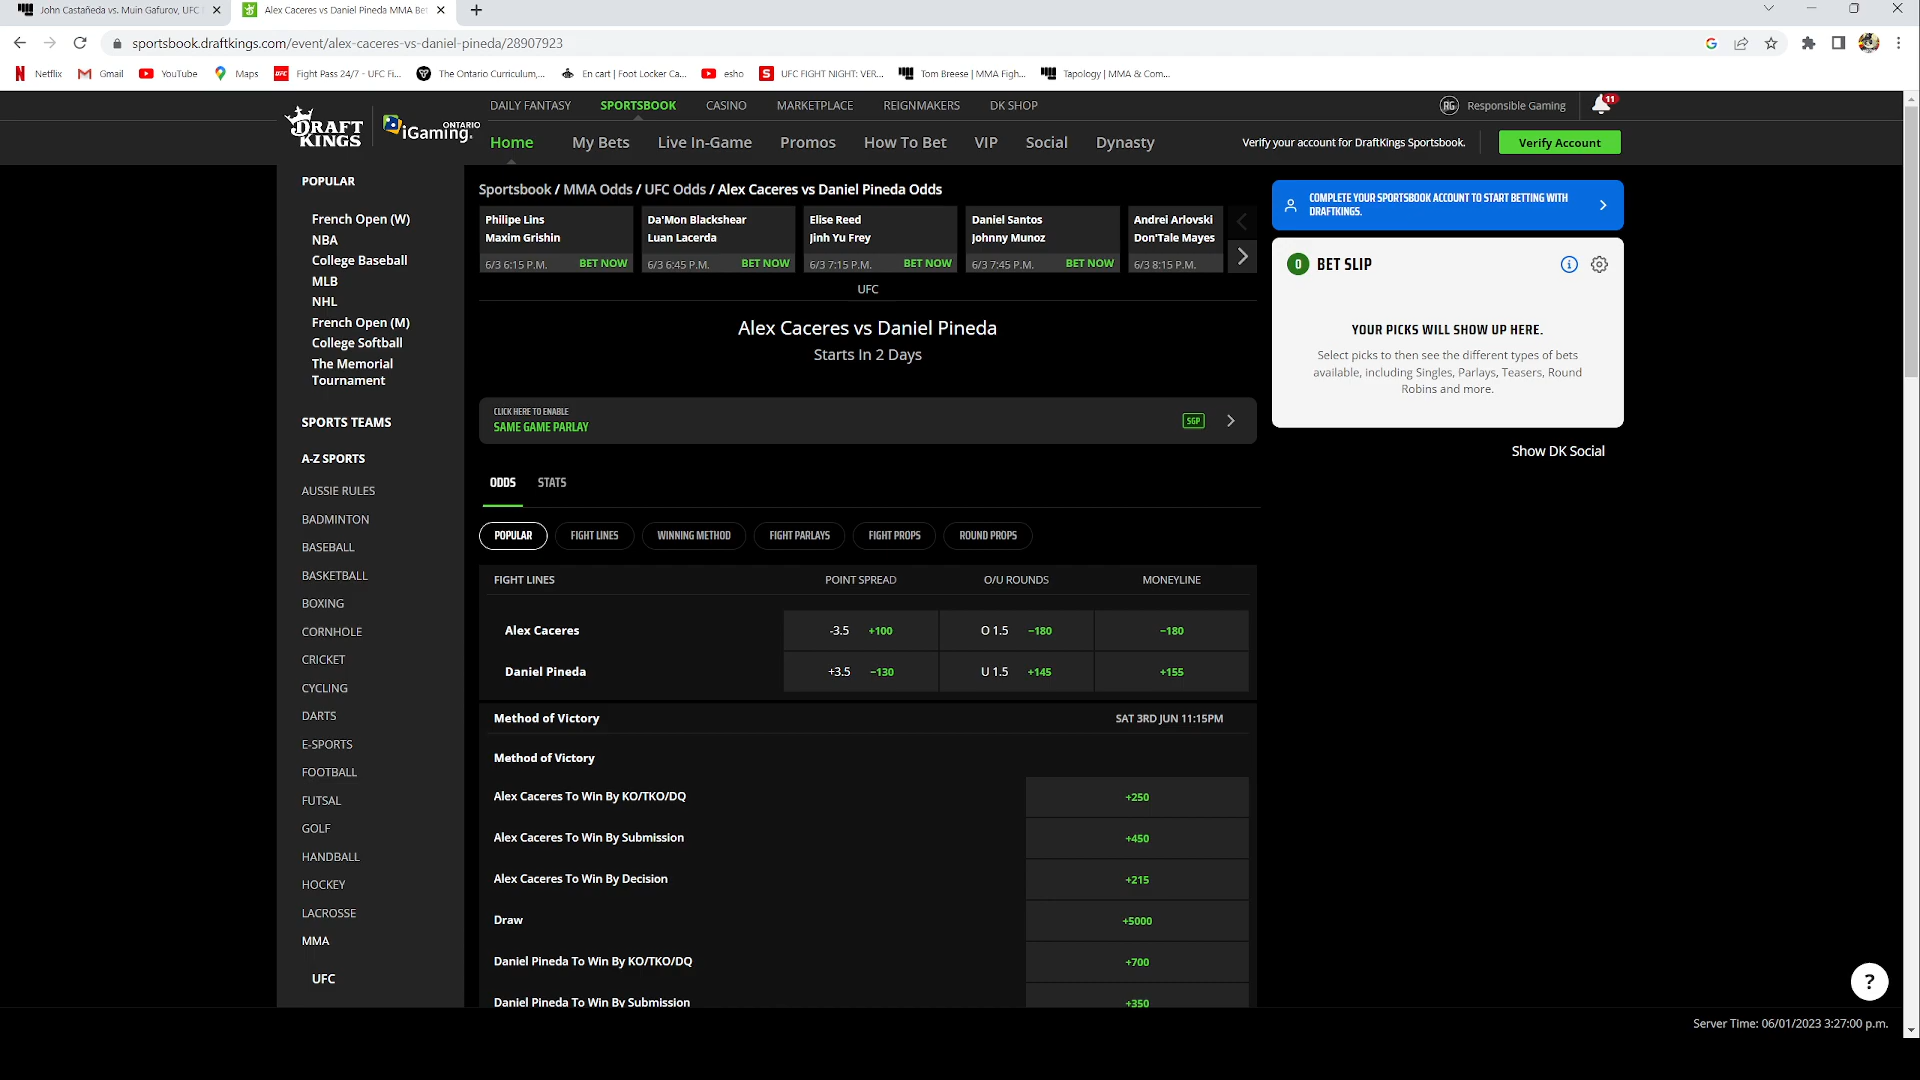 John Castañeda vs. Muin Gafurov, UFC
Alex Caceres vs Daniel Pineda MMA Bet
sportsbook.draftkings.com/event/alex-caceres-vs-daniel-pineda/28907923
Netflix
Gmail
YouTube
Maps
Fight Pass 24/7 - UFC Fi...
The Ontario Curriculum,...
En cart | Foot Locker Ca...
esho
UFC FIGHT NIGHT: VER...
Tom Breese | MMA Figh...
Tapology | MMA & Com...
DRAFT KINGS
iGaming ONTARIO
DAILY FANTASY
SPORTSBOOK
CASINO
MARKETPLACE
REIGNMAKERS
DK SHOP
RG Responsible Gaming
11
Home
My Bets
Live In-Game
Promos
How To Bet
VIP
Social
Dynasty
Verify your account for DraftKings Sportsbook.
Verify Account
POPULAR
French Open (W)
NBA
College Baseball
MLB
NHL
French Open (M)
College Softball
The Memorial
Tournament
SPORTS TEAMS
A-Z SPORTS
AUSSIE RULES
BADMINTON
BASEBALL
BASKETBALL
BOXING
CORNHOLE
CRICKET
CYCLING
DARTS
E-SPORTS
FOOTBALL
FUTSAL
GOLF
HANDBALL
HOCKEY
LACROSSE
MMA
UFC
Sportsbook / MMA Odds / UFC Odds / Alex Caceres vs Daniel Pineda Odds
Philipe Lins
Maxim Grishin
6/3 6:15 P.M. BET NOW
Da'Mon Blackshear
Luan Lacerda
6/3 6:45 P.M. BET NOW
Elise Reed
Jinh Yu Frey
6/3 7:15 P.M. BET NOW
Daniel Santos
Johnny Munoz
6/3 7:45 P.M. BET NOW
Andrei Arlovski
Don'Tale Mayes
6/3 8:15 P.M.
UFC
Alex Caceres vs Daniel Pineda
Starts In 2 Days
CLICK HERE TO ENABLE
SAME GAME PARLAY
SGP
ODDS
STATS
POPULAR
FIGHT LINES
WINNING METHOD
FIGHT PARLAYS
FIGHT PROPS
ROUND PROPS
FIGHT LINES POINT SPREAD O/U ROUNDS MONEYLINE
Alex Caceres -3.5 +100 O 1.5 −180 −180
Daniel Pineda +3.5 −130 U 1.5 +145 +155
Method of Victory SAT 3RD JUN 11:15PM
Method of Victory
Alex Caceres To Win By KO/TKO/DQ +250
Alex Caceres To Win By Submission +450
Alex Caceres To Win By Decision +215
Draw +5000
Daniel Pineda To Win By KO/TKO/DQ +700
Daniel Pineda To Win By Submission +350
COMPLETE YOUR SPORTSBOOK ACCOUNT TO START BETTING WITH
DRAFTKINGS.
0 BET SLIP
YOUR PICKS WILL SHOW UP HERE.
Select picks to then see the different types of bets
available, including Singles, Parlays, Teasers, Round
Robins and more.
Show DK Social
?
Server Time: 06/01/2023 3:27:00 p.m.